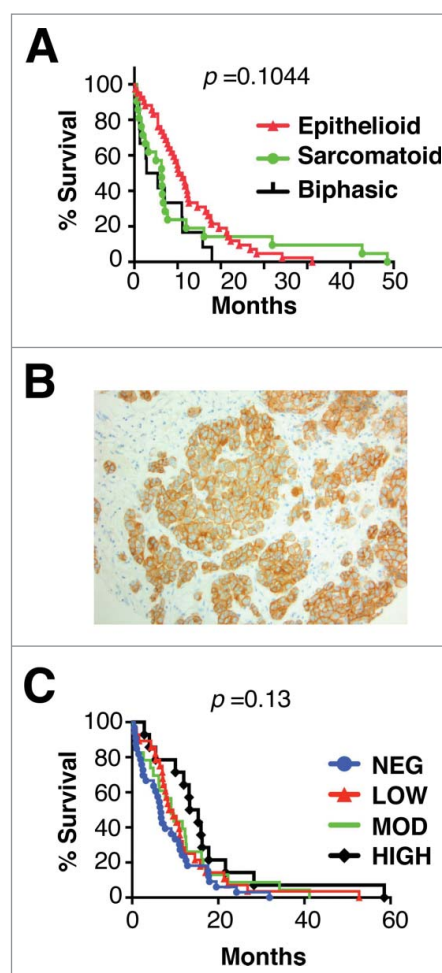 A
p =0.1044
100
80
60
40
20
0
% Survival
Epithelioid
Sarcomatoid
Biphasic
0 10 20 30 40 50
Months
B
C
p =0.13
100
80
60
40
20
0
% Survival
NEG
LOW
MOD
HIGH
0 20 40 60
Months